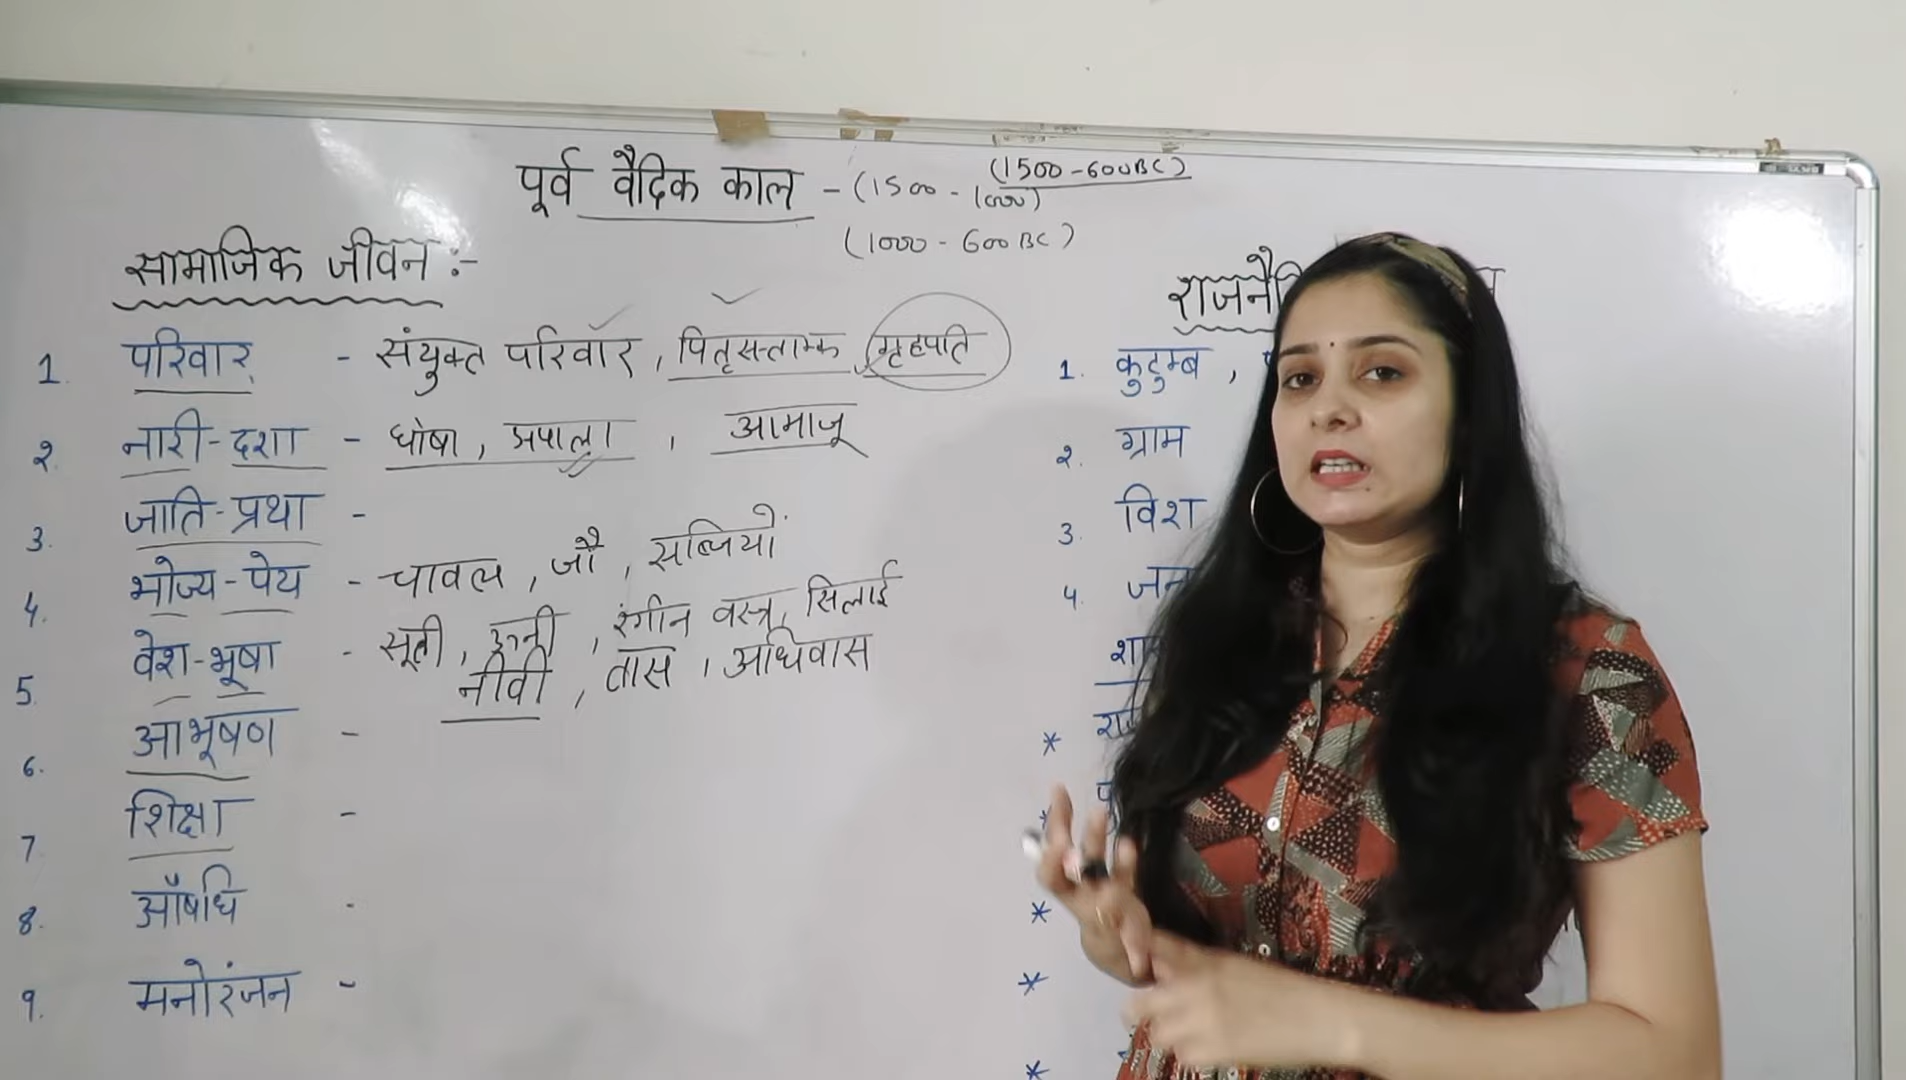 (1500-600BC)
पूर्व वैदिक काल - (1500 - 1000)
(1000 - 600 BC)
सामाजिक जीवन :-
1. परिवार - संयुक्त परिवार, पितृसत्तात्मक, गृहपति
2. नारी-दशा - घोषा, अपाला, आमाजू
3. जाति-प्रथा -
4. भोज्य-पेय - चावल, जौ, सब्जियों
5. वेश-भूषा - सूती, ऊनी, रंगीन वस्त्र, सिलाई
नीवी, वास, अधिवास
6. आभूषण -
7. शिक्षा -
8. औषधि -
9. मनोरंजन -
1. कुटुम्ब,
2. ग्राम
3. विश
4. जन
*
*
*
*
*